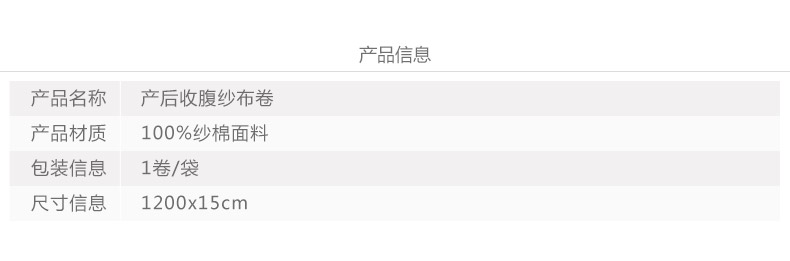 产品信息
产品名称 产后收腹纱布卷
产品材质 100%纱棉面料
包装信息 1卷/袋
尺寸信息 1200x15cm